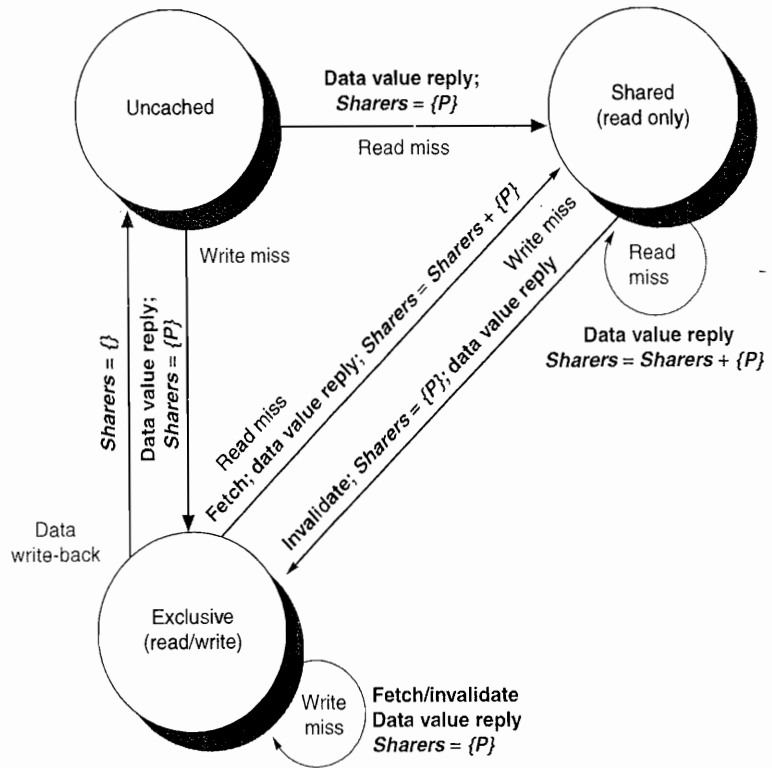 Uncached
Data value reply;
Sharers = {P}
Read miss
Shared
(read only)
Write miss
Read
miss
Data value reply
Sharers = Sharers + {P}
Sharers = {}
Data value reply;
Sharers = {P}
Read miss
Fetch; data value reply; Sharers = Sharers + {P}
Write miss
Invalidate; Sharers = {P}; data value reply
Data
write-back
Exclusive
(read/write)
Write
miss
Fetch/invalidate
Data value reply
Sharers = {P}